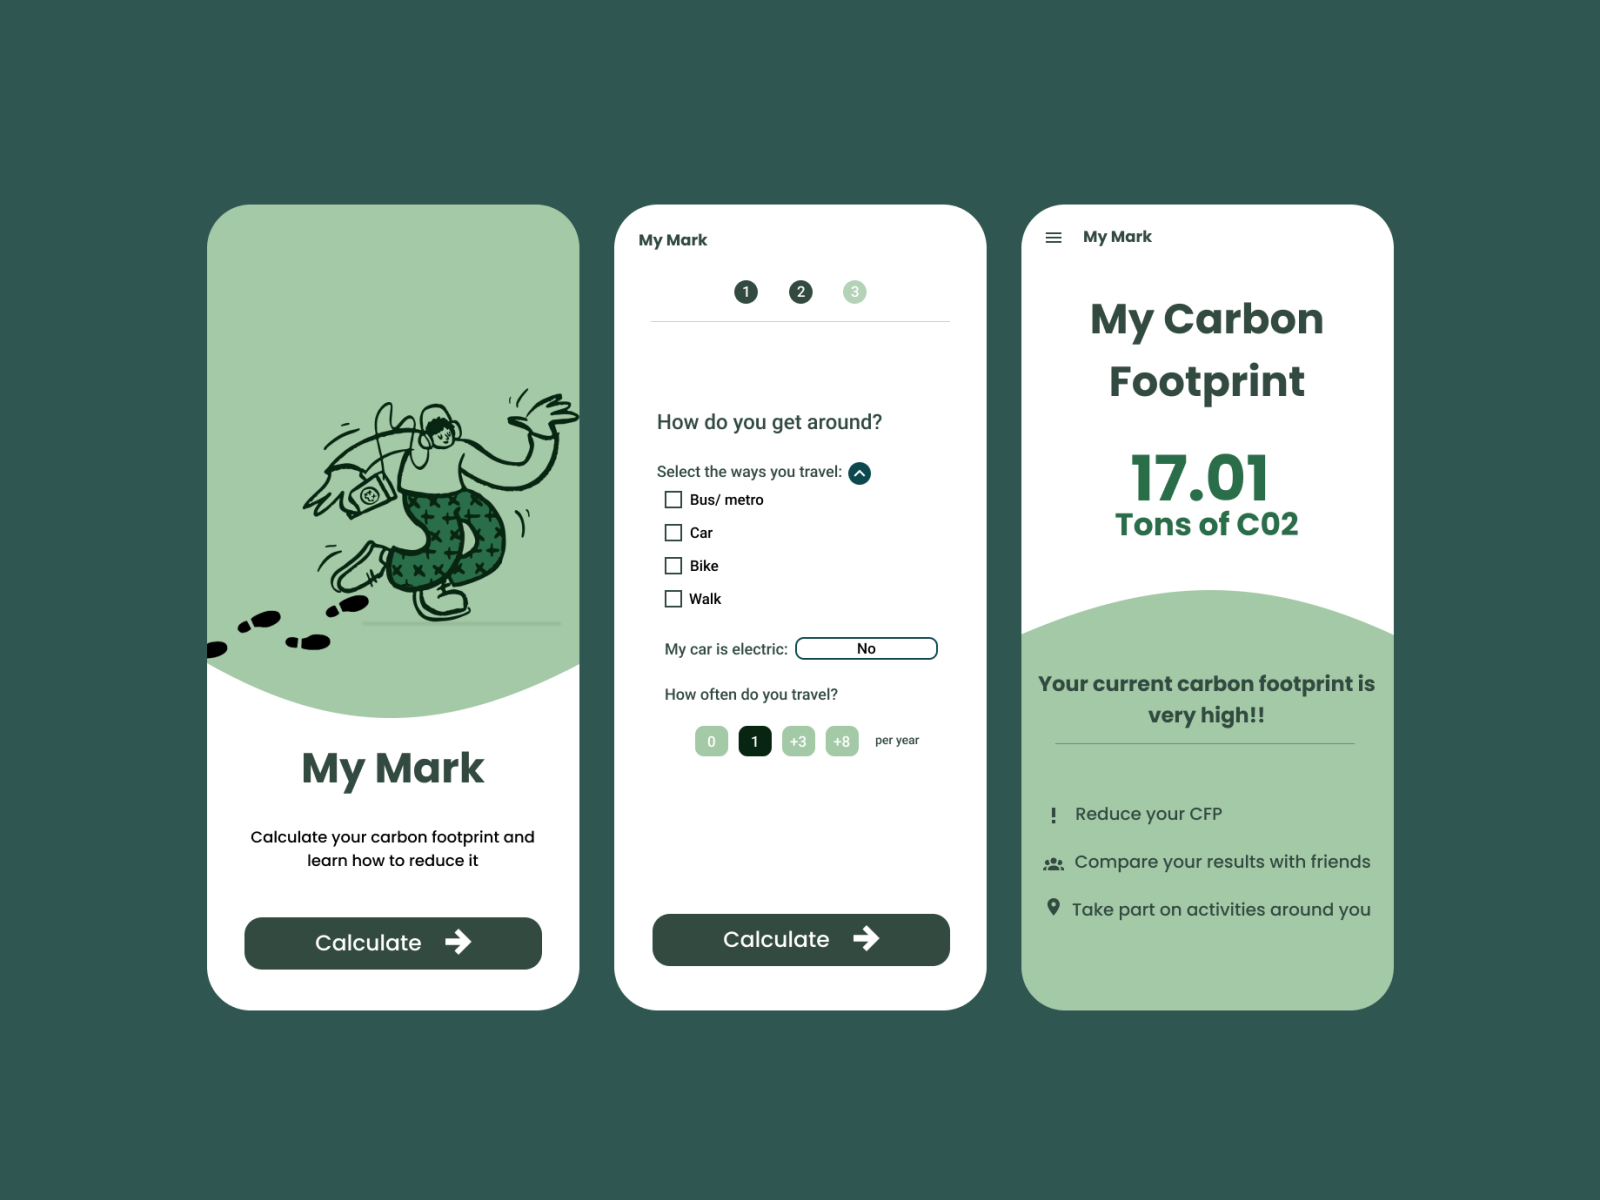 My Mark
Calculate your carbon footprint and
learn how to reduce it
Calculate
My Mark
1 2 3
How do you get around?
Select the ways you travel:
Bus/ metro
Car
Bike
Walk
My car is electric: No
How often do you travel?
0 1 +3 +8 per year
Calculate
My Mark
My Carbon
Footprint
17.01
Tons of C02
Your current carbon footprint is
very high!!
Reduce your CFP
Compare your results with friends
Take part on activities around you